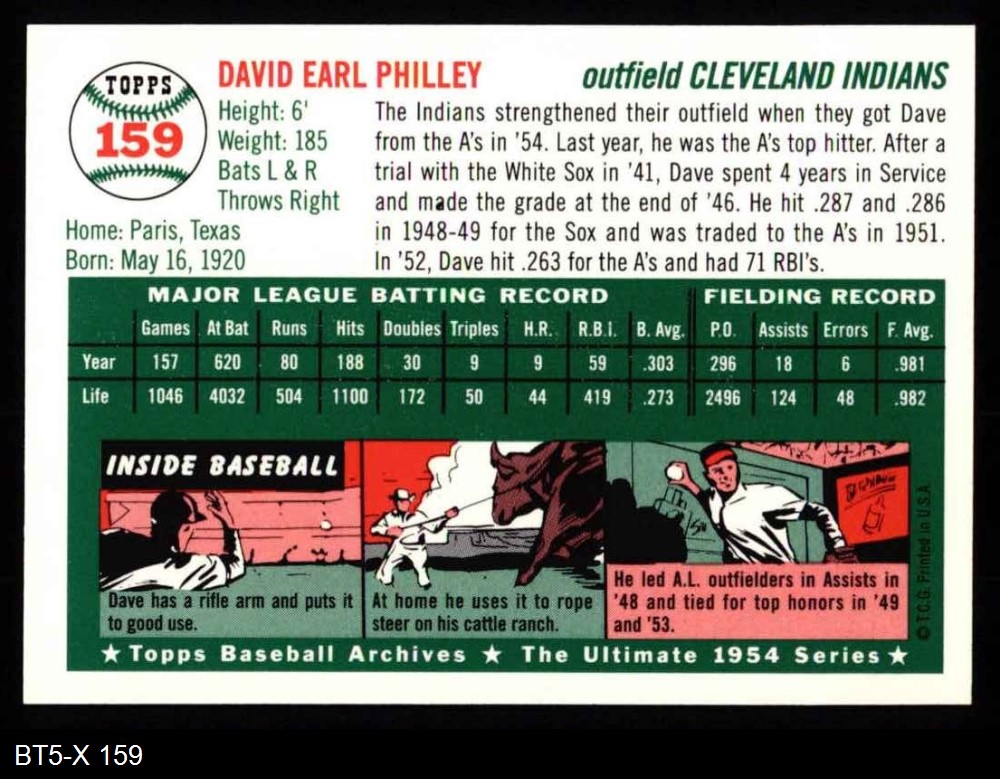 TOPPS
159
DAVID EARL PHILLEY
outfield CLEVELAND INDIANS
Height: 6'
Weight: 185
Bats L & R
Throws Right
Home: Paris, Texas
Born: May 16, 1920
The Indians strengthened their outfield when they got Dave
from the A's in '54. Last year, he was the A's top hitter. After a
trial with the White Sox in '41, Dave spent 4 years in Service
and made the grade at the end of '46. He hit .287 and .286
in 1948-49 for the Sox and was traded to the A's in 1951.
In '52, Dave hit .263 for the A's and had 71 RBI's.
MAJOR LEAGUE BATTING RECORD FIELDING RECORD
Games At Bat Runs Hits Doubles Triples H.R. R.B.I. B. Avg. P.O. Assists Errors F. Avg.
Year 157 620 80 188 30 9 9 59 .303 296 18 6 .981
Life 1046 4032 504 1100 172 50 44 419 .273 2496 124 48 .982
INSIDE BASEBALL
Dave has a rifle arm and puts it
to good use.
At home he uses it to rope
steer on his cattle ranch.
He led A.L. outfielders in Assists in
'48 and tied for top honors in '49
and '53.
© T.C.G. Printed in U.S.A.
★ Topps Baseball Archives ★ The Ultimate 1954 Series ★
BT5-X 159